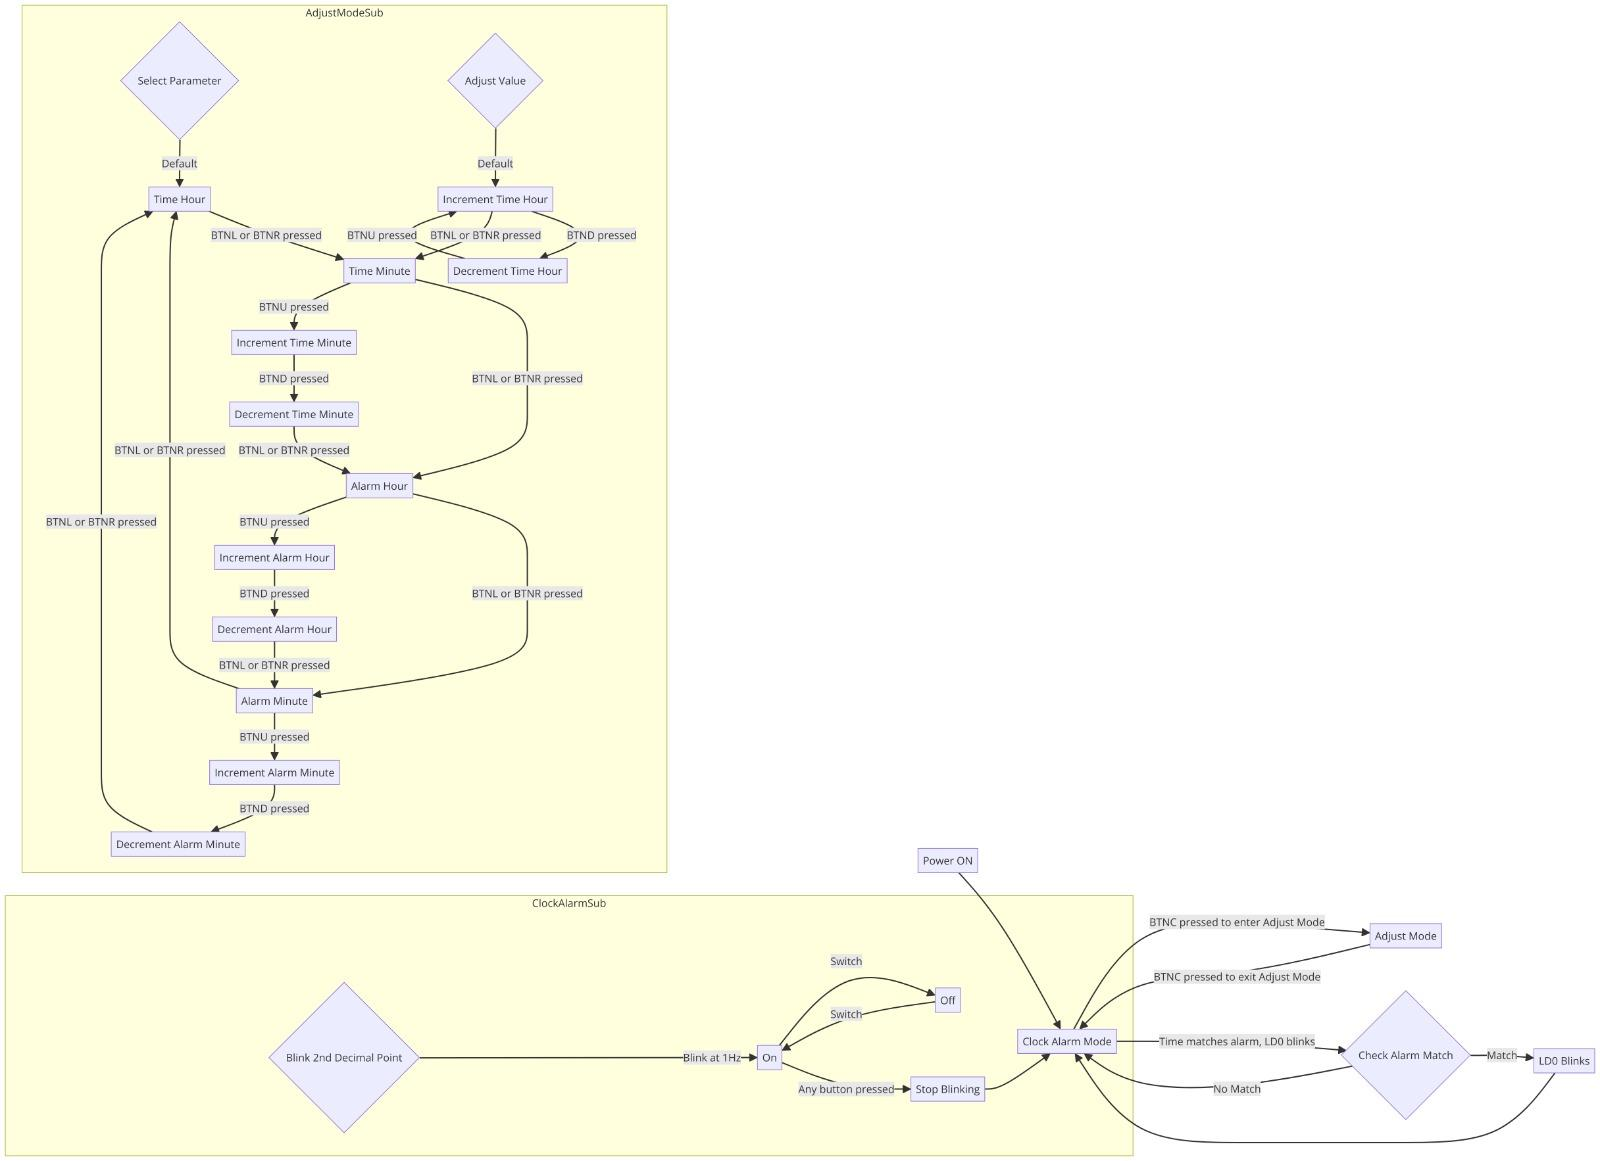 AdjustModeSub
Select Parameter
Adjust Value
Default
Default
Time Hour
Increment Time Hour
BTNL or BTNR pressed
BTNU pressed
BTNL or BTNR pressed
BTND pressed
Time Minute
Decrement Time Hour
BTNU pressed
Increment Time Minute
BTND pressed
BTNL or BTNR pressed
Decrement Time Minute
BTNL or BTNR pressed
BTNL or BTNR pressed
Alarm Hour
BTNL or BTNR pressed
BTNU pressed
Increment Alarm Hour
BTND pressed
BTNL or BTNR pressed
Decrement Alarm Hour
BTNL or BTNR pressed
Alarm Minute
BTNU pressed
Increment Alarm Minute
BTND pressed
Decrement Alarm Minute
Power ON
ClockAlarmSub
BTNC pressed to enter Adjust Mode
Adjust Mode
Switch
BTNC pressed to exit Adjust Mode
Off
Switch
Clock Alarm Mode
Time matches alarm, LD0 blinks
Blink 2nd Decimal Point
Blink at 1Hz
On
Check Alarm Match
Match
LD0 Blinks
Any button pressed
Stop Blinking
No Match